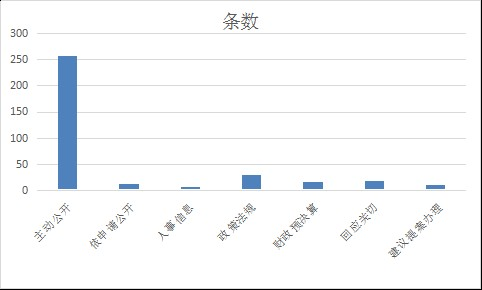 条数
300
250
200
150
100
50
0
主动公开
依申请公开
人事信息
政策法规
财政预决算
回应关切
建议提案办理